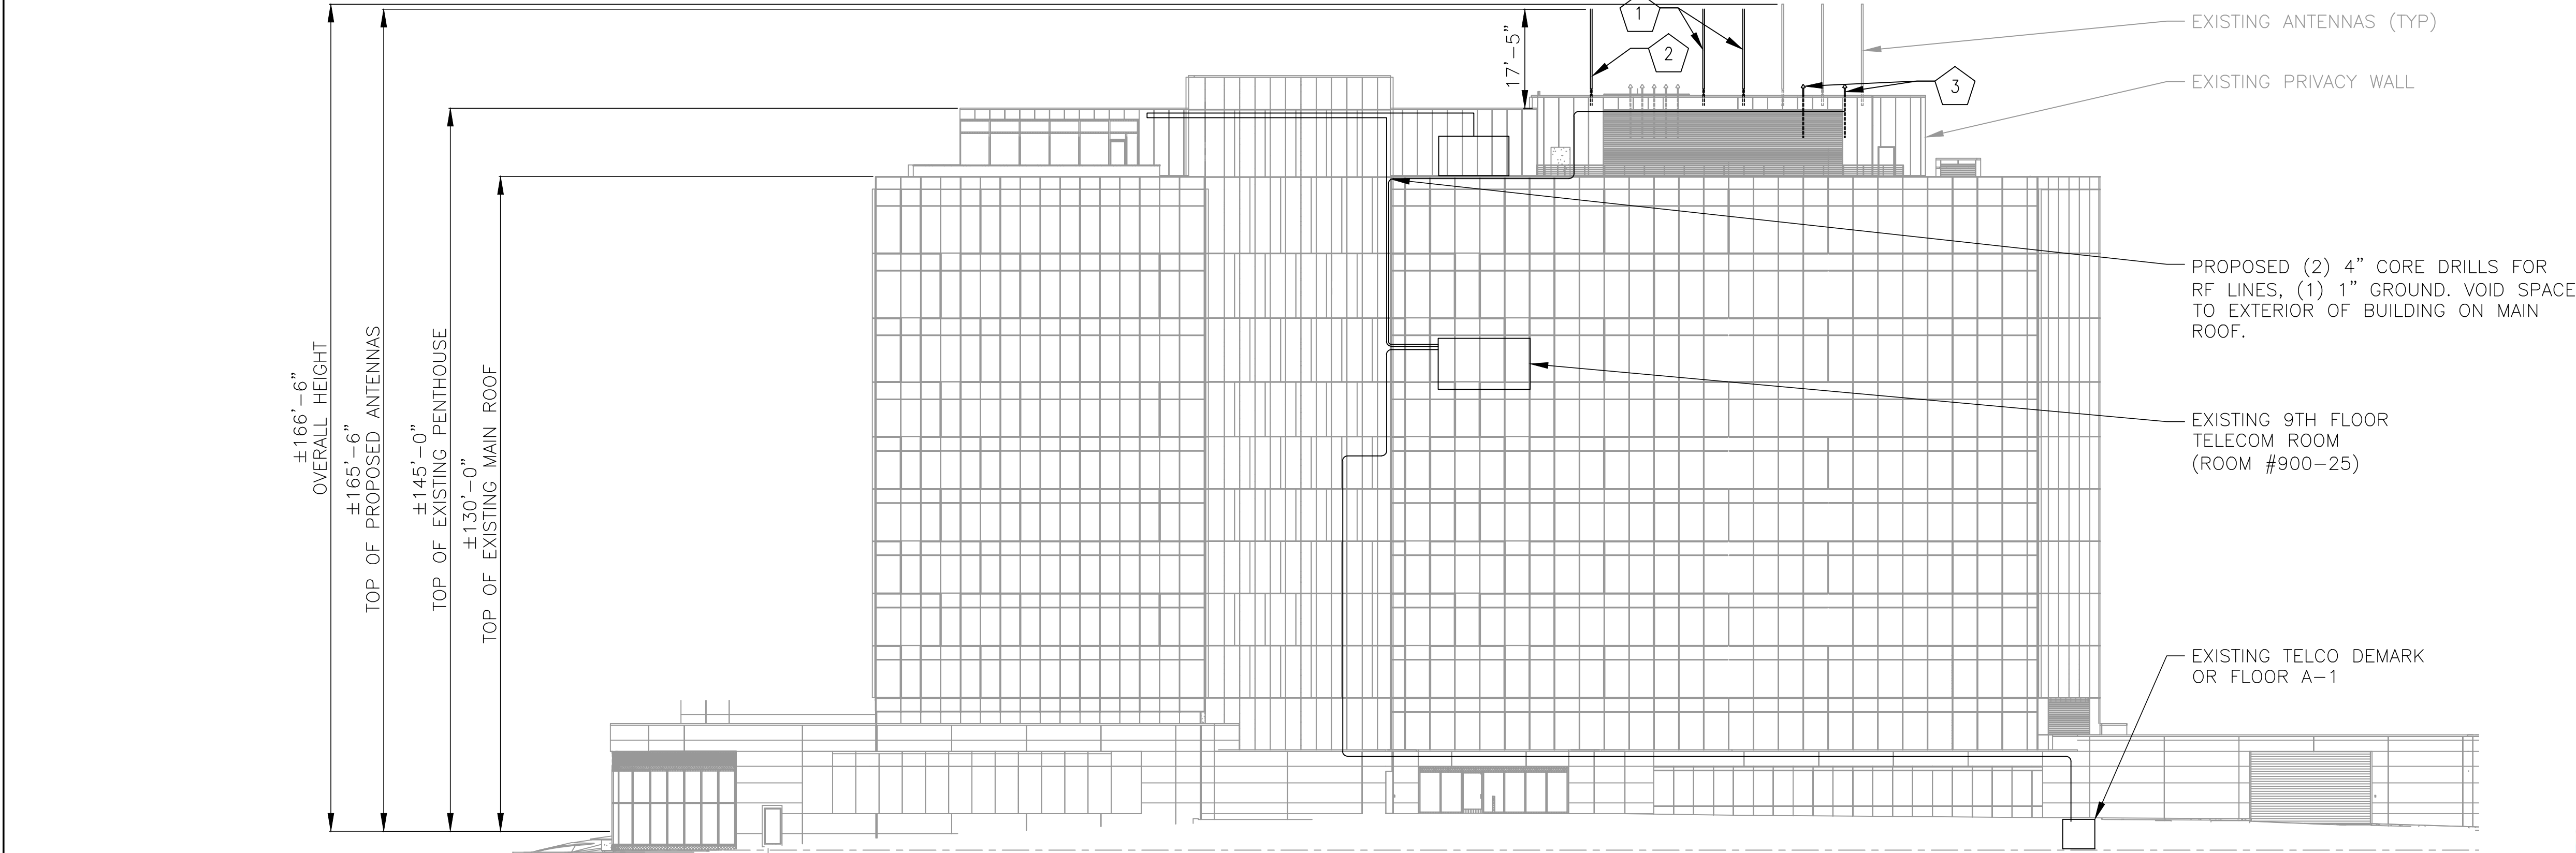 ±166'-6"
OVERALL HEIGHT
±165'-6"
TOP OF PROPOSED ANTENNAS
±145'-0"
TOP OF EXISTING PENTHOUSE
±130'-0"
TOP OF EXISTING MAIN ROOF
17'-5"
1
2
3
EXISTING ANTENNAS (TYP)
EXISTING PRIVACY WALL
PROPOSED (2) 4" CORE DRILLS FOR
RF LINES, (1) 1" GROUND. VOID SPACE
TO EXTERIOR OF BUILDING ON MAIN
ROOF.
EXISTING 9TH FLOOR
TELECOM ROOM
(ROOM #900-25)
EXISTING TELCO DEMARK
OR FLOOR A-1